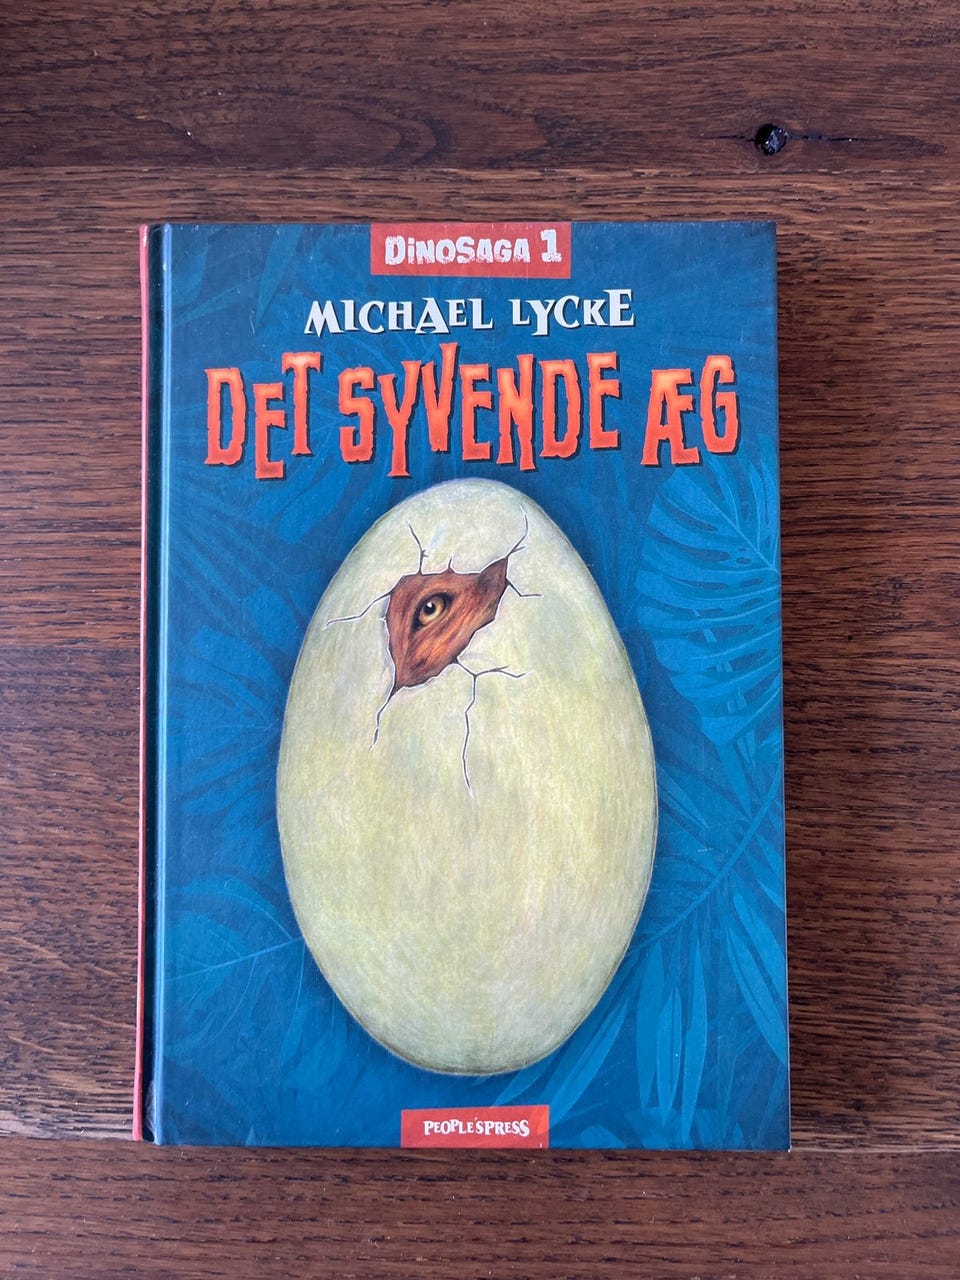 DINOSAGA 1
MICHAEL LYCKE
DET SYVENDE ÆG
PEOPLE'SPRESS